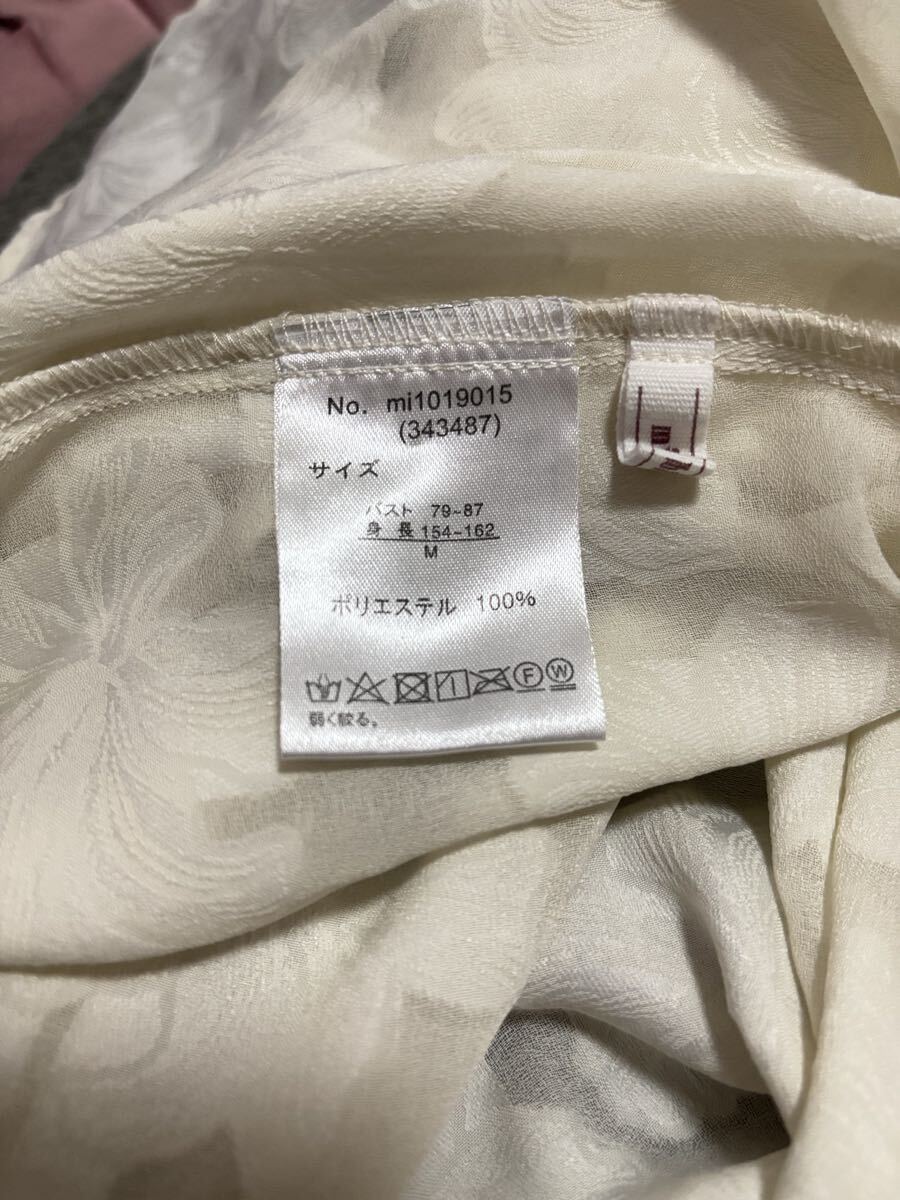 No. mi1019015
(343487)
サイズ
バスト 79~87
身 長 154~162
M
ポリエステル 100%
F W
弱く絞る。